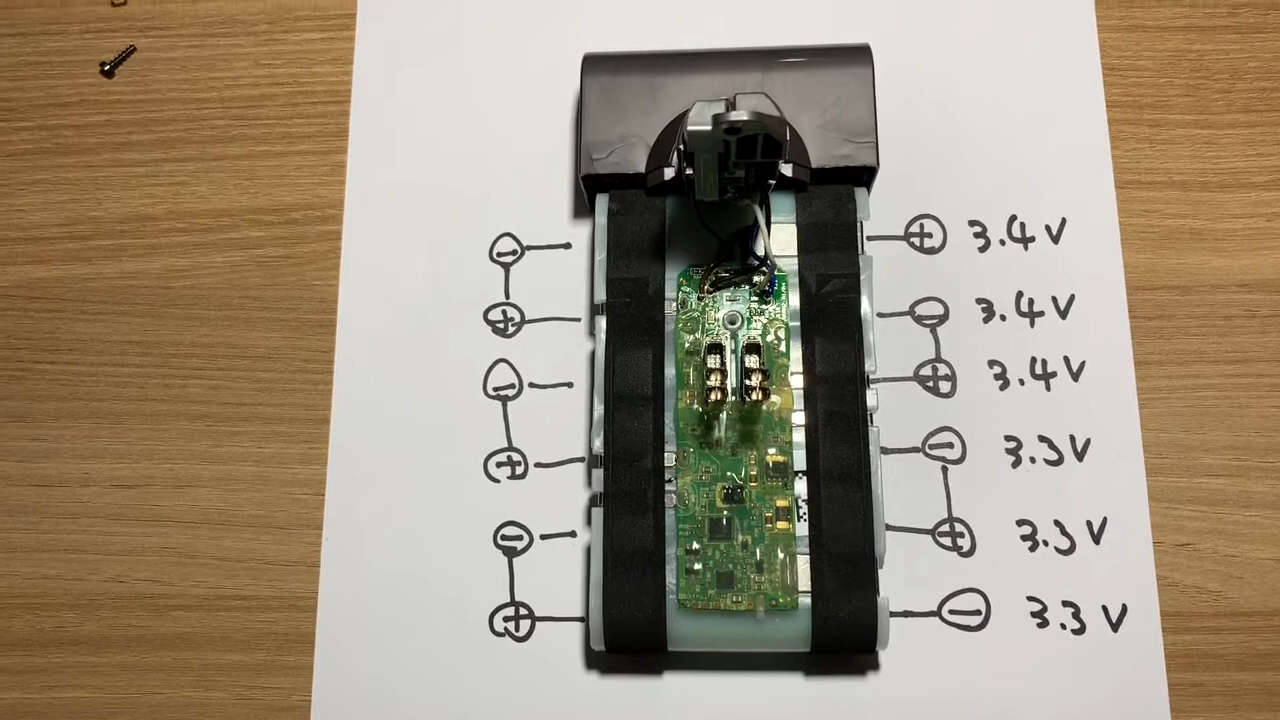 ⊖ ⊕ 3.4V
⊕ ⊖ 3.4V
⊖ ⊕ 3.4V
⊕ ⊖ 3.3V
⊖ ⊕ 3.3V
⊕ ⊖ 3.3V